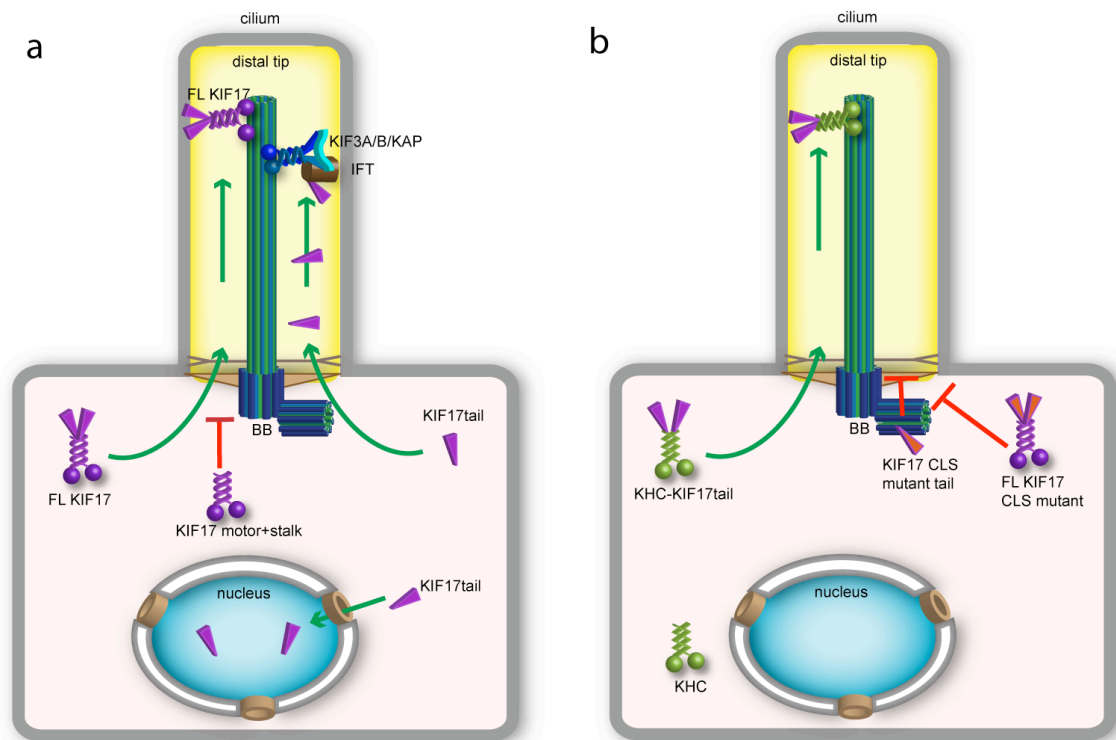 a
cilium
distal tip
FL KIF17
KIF3A/B/KAP
IFT
BB
KIF17tail
FL KIF17
KIF17 motor+stalk
KIF17tail
nucleus
b
cilium
distal tip
BB
KHC-KIF17tail
KIF17 CLS
mutant tail
FL KIF17
CLS mutant
nucleus
KHC